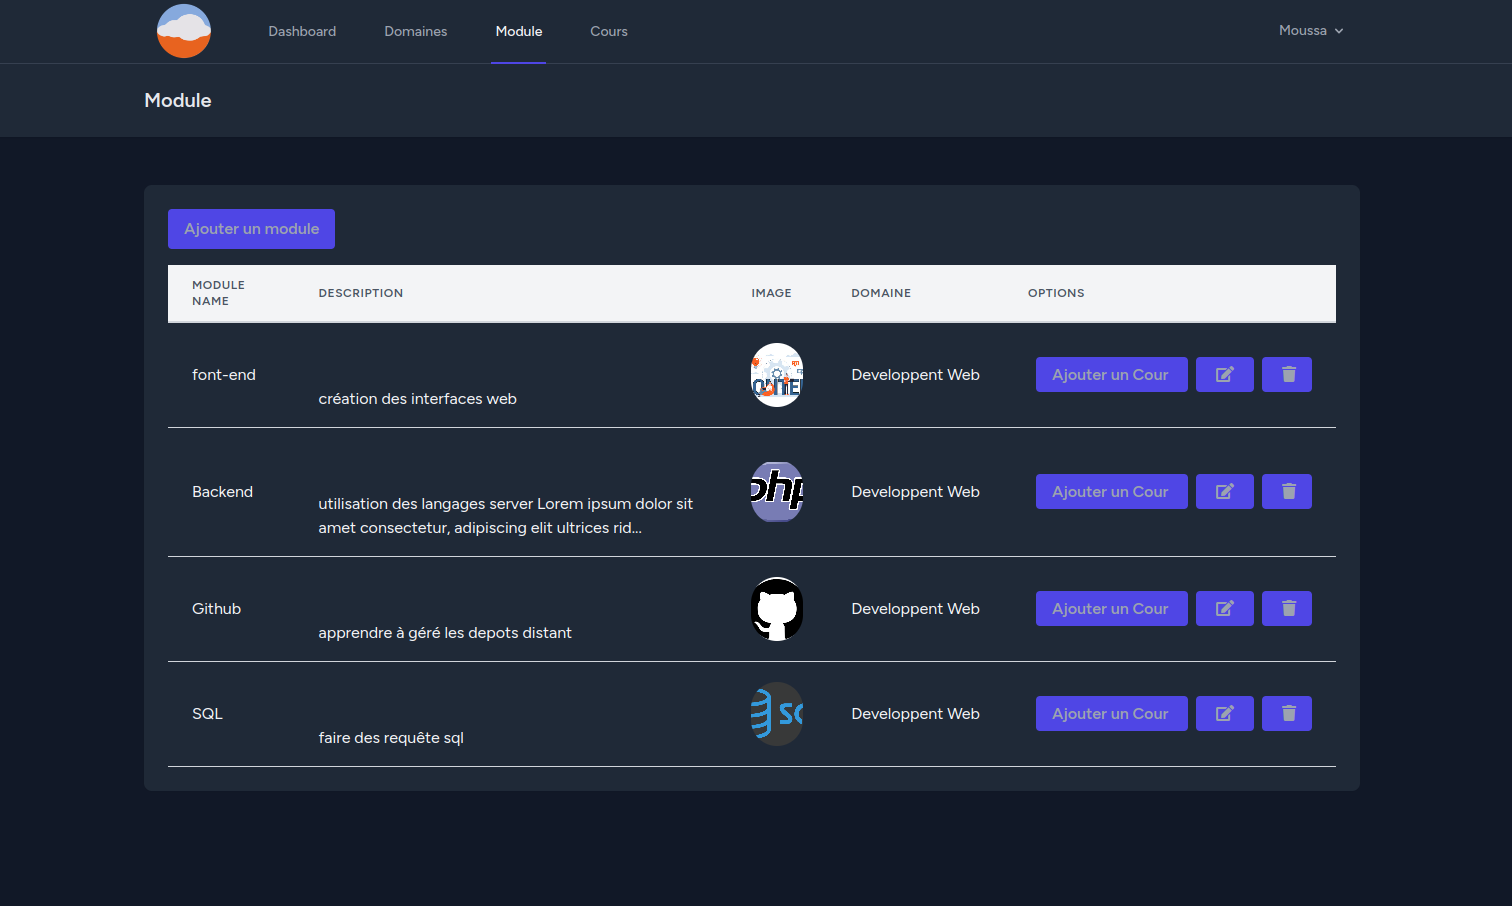 Dashboard Domaines Module Cours Moussa
Module
Ajouter un module
MODULE NAME DESCRIPTION IMAGE DOMAINE OPTIONS
font-end création des interfaces web Developpent Web Ajouter un Cour
Backend utilisation des langages server Lorem ipsum dolor sit
amet consectetur, adipiscing elit ultrices rid...
php Developpent Web Ajouter un Cour
Github apprendre à géré les depots distant Developpent Web Ajouter un Cour
SQL faire des requête sql Developpent Web Ajouter un Cour